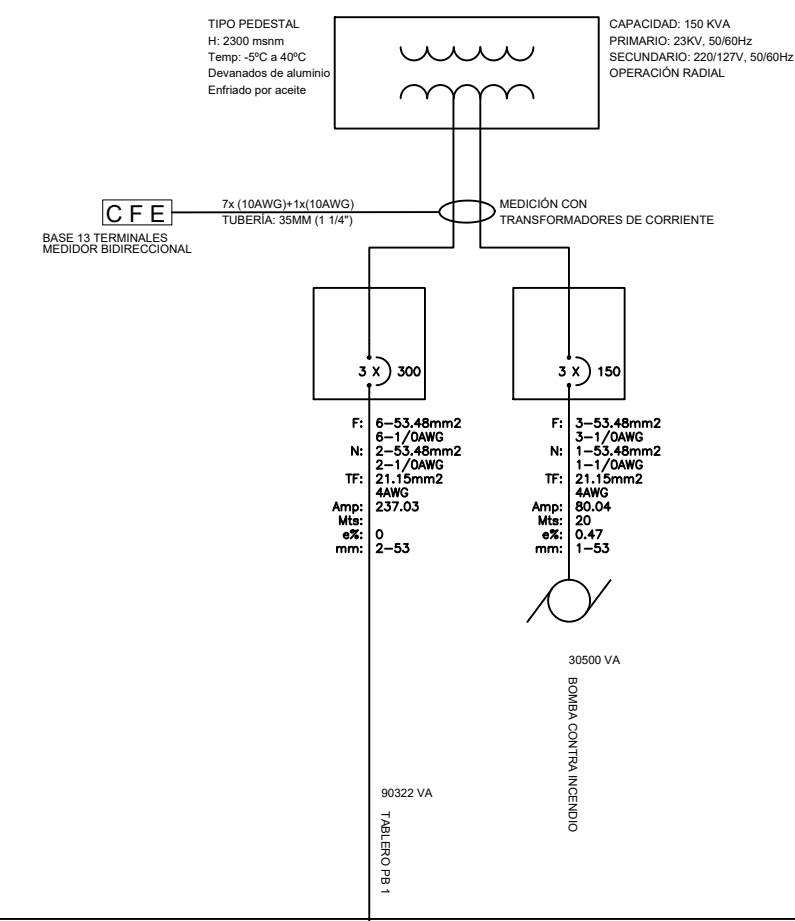 TIPO PEDESTAL
H: 2300 msnm
Temp: -5ºC a 40ºC
Devanados de aluminio
Enfriado por aceite
CAPACIDAD: 150 KVA
PRIMARIO: 23KV, 50/60Hz
SECUNDARIO: 220/127V, 50/60Hz
OPERACIÓN RADIAL
CFE
7x (10AWG)+1x(10AWG)
TUBERÍA: 35MM (1 1/4")
MEDICIÓN CON
TRANSFORMADORES DE CORRIENTE
BASE 13 TERMINALES
MEDIDOR BIDIRECCIONAL
3 X 300
F: 6-53.48mm2
6-1/0AWG
N: 2-53.48mm2
2-1/0AWG
TF: 21.15mm2
4AWG
Amp: 237.03
Mts:
e%: 0
mm: 2-53
90322 VA
TABLERO PB 1
3 X 150
F: 3-53.48mm2
3-1/0AWG
N: 1-53.48mm2
1-1/0AWG
TF: 21.15mm2
4AWG
Amp: 80.04
Mts: 20
e%: 0.47
mm: 1-53
30500 VA
BOMBA CONTRA INCENDIO